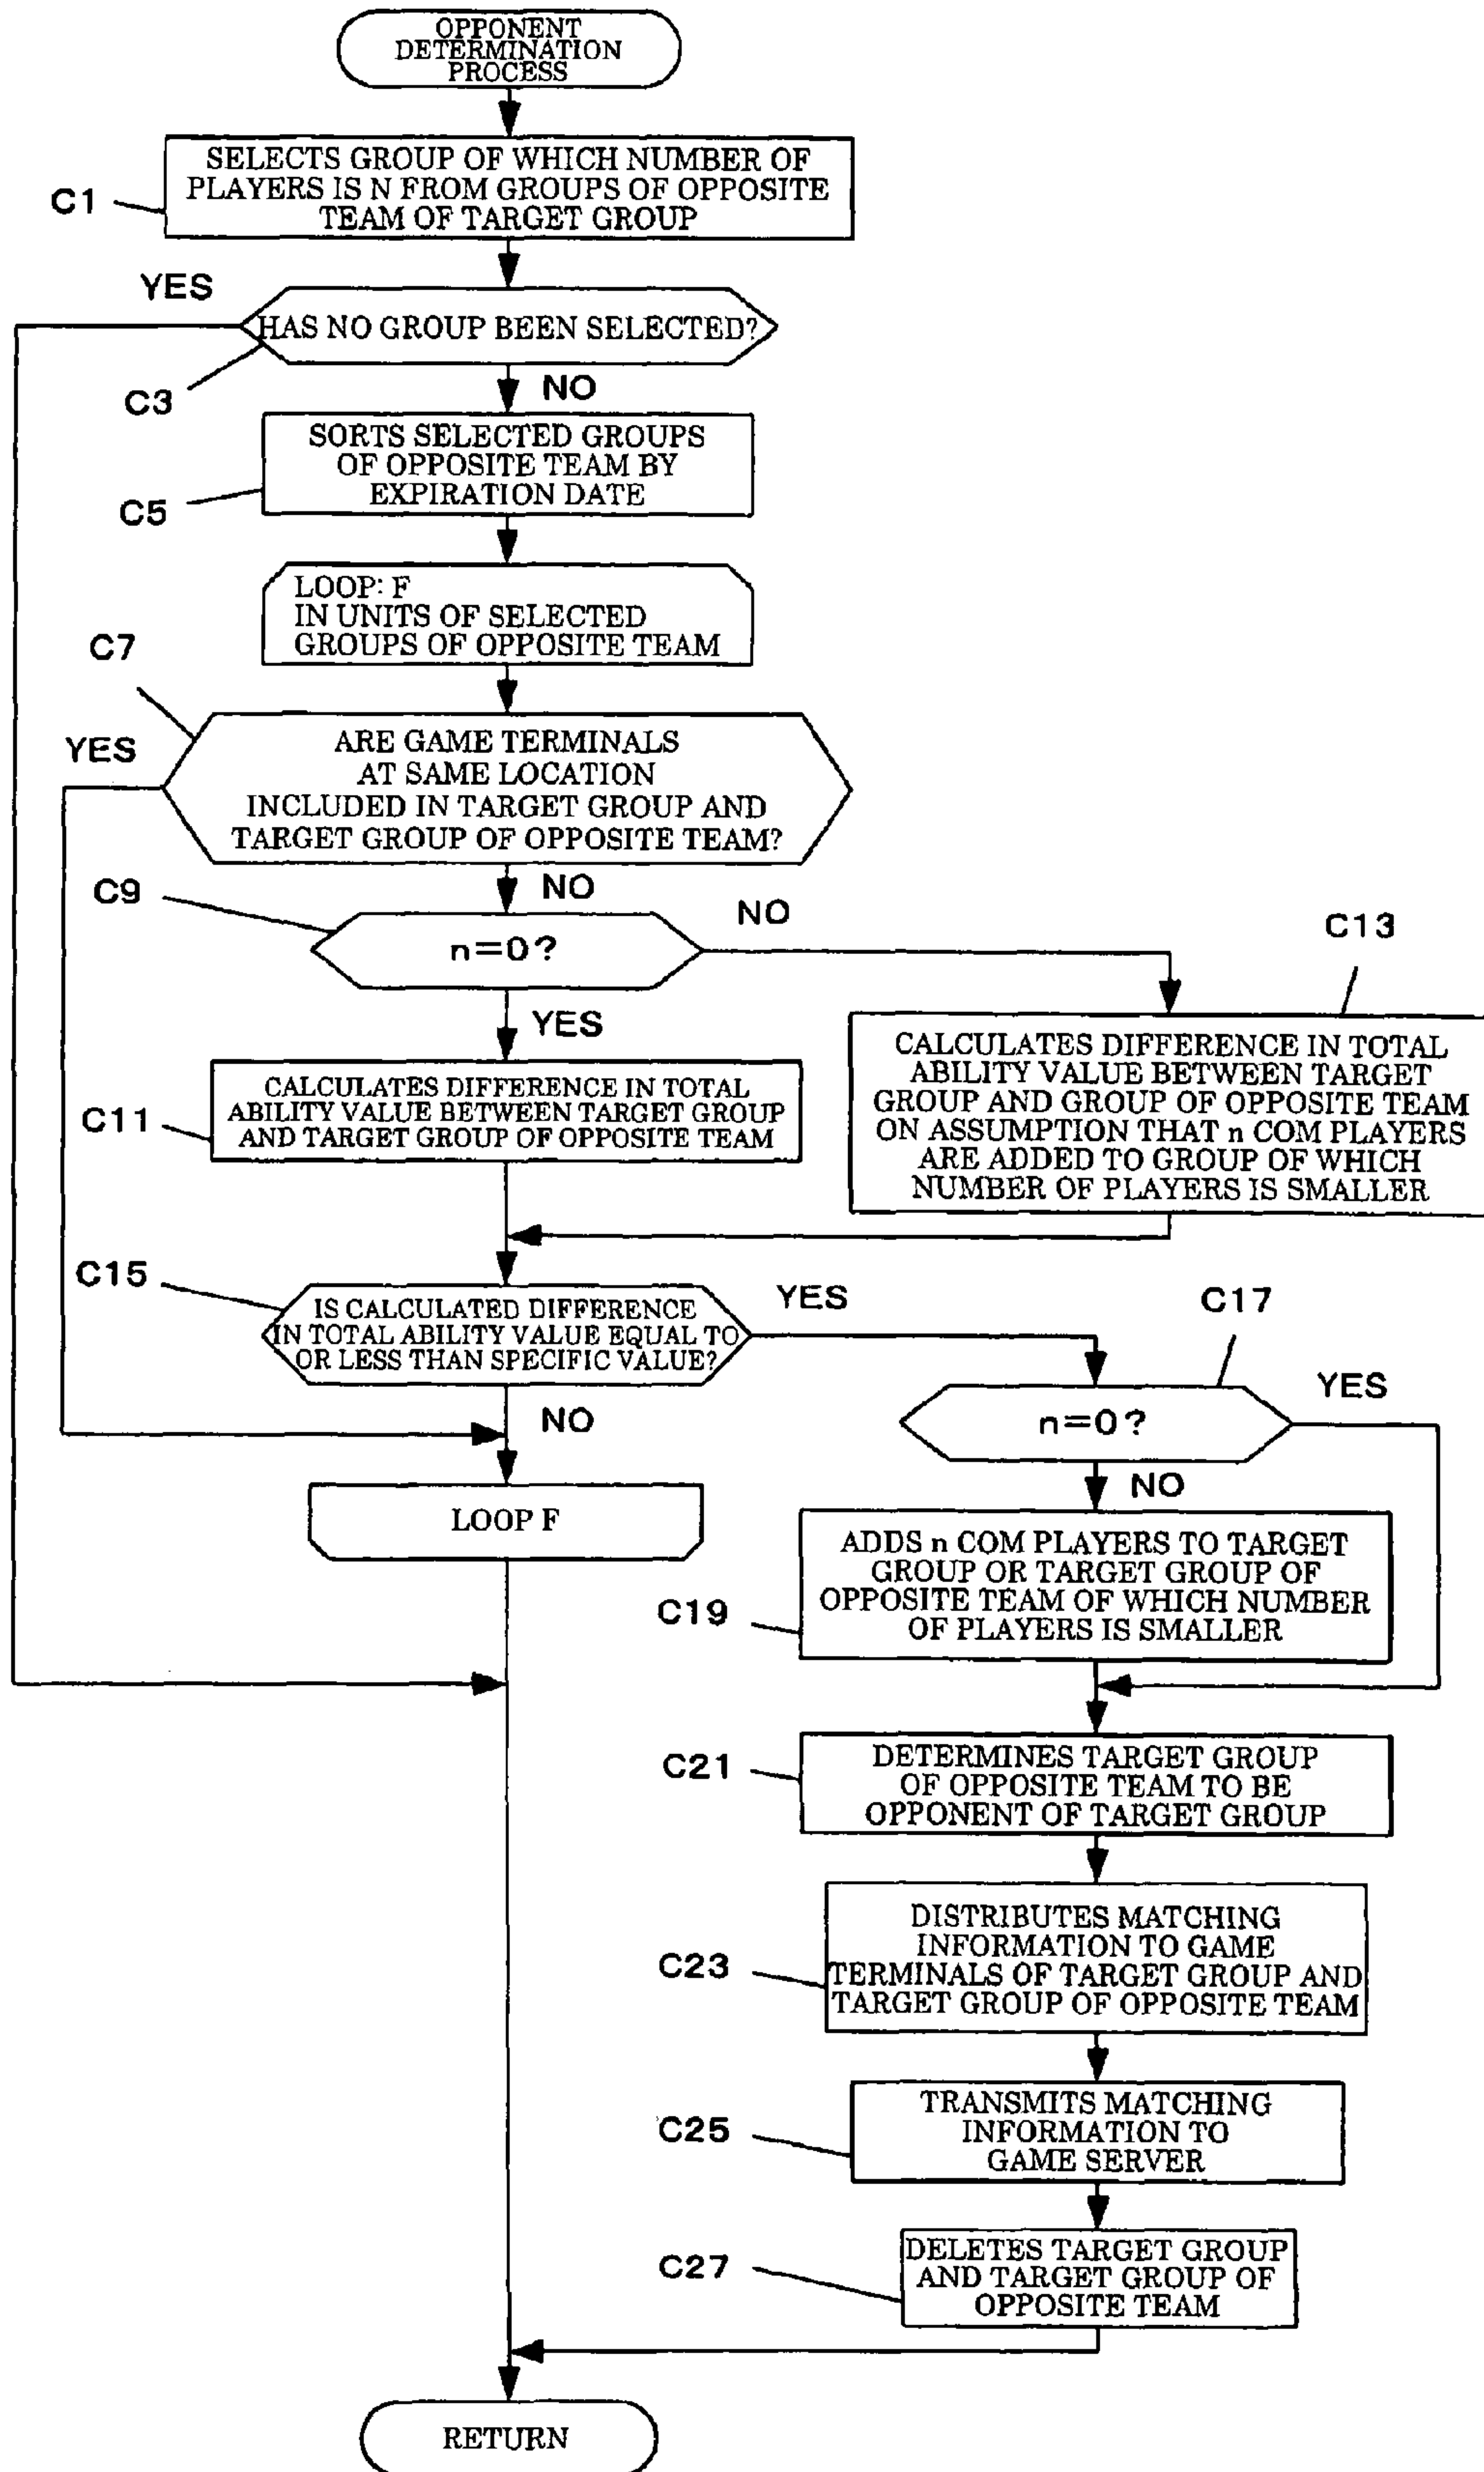 OPPONENT
DETERMINATION
PROCESS
C1
SELECTS GROUP OF WHICH NUMBER OF
PLAYERS IS N FROM GROUPS OF OPPOSITE
TEAM OF TARGET GROUP
YES
HAS NO GROUP BEEN SELECTED?
C3
NO
SORTS SELECTED GROUPS
OF OPPOSITE TEAM BY
EXPIRATION DATE
C5
LOOP: F
IN UNITS OF SELECTED
GROUPS OF OPPOSITE TEAM
C7
YES
ARE GAME TERMINALS
AT SAME LOCATION
INCLUDED IN TARGET GROUP AND
TARGET GROUP OF OPPOSITE TEAM?
NO
C9
n=0?
NO
YES
C13
CALCULATES DIFFERENCE IN TOTAL
ABILITY VALUE BETWEEN TARGET
GROUP AND GROUP OF OPPOSITE TEAM
ON ASSUMPTION THAT n COM PLAYERS
ARE ADDED TO GROUP OF WHICH
NUMBER OF PLAYERS IS SMALLER
C11
CALCULATES DIFFERENCE IN TOTAL
ABILITY VALUE BETWEEN TARGET GROUP
AND TARGET GROUP OF OPPOSITE TEAM
C15
IS CALCULATED DIFFERENCE
IN TOTAL ABILITY VALUE EQUAL TO
OR LESS THAN SPECIFIC VALUE?
YES
NO
C17
n=0?
YES
NO
LOOP F
C19
ADDS n COM PLAYERS TO TARGET
GROUP OR TARGET GROUP OF
OPPOSITE TEAM OF WHICH NUMBER
OF PLAYERS IS SMALLER
C21
DETERMINES TARGET GROUP
OF OPPOSITE TEAM TO BE
OPPONENT OF TARGET GROUP
C23
DISTRIBUTES MATCHING
INFORMATION TO GAME
TERMINALS OF TARGET GROUP AND
TARGET GROUP OF OPPOSITE TEAM
C25
TRANSMITS MATCHING
INFORMATION TO
GAME SERVER
C27
DELETES TARGET GROUP
AND TARGET GROUP OF
OPPOSITE TEAM
RETURN